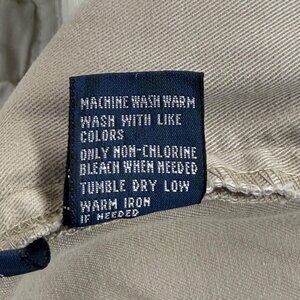 MACHINE WASH WARM
WASH WITH LIKE
COLORS
ONLY NON-CHLORINE
BLEACH WHEN NEEDED
TUMBLE DRY LOW
WARM IRON
IF NEEDED